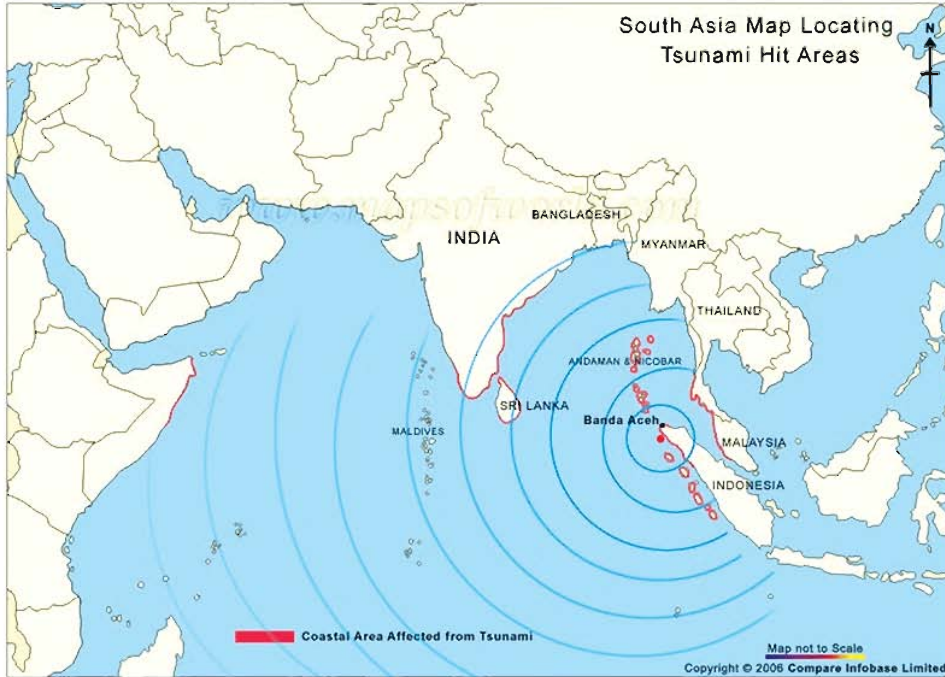 South Asia Map Locating
Tsunami Hit Areas
N
BANGLADESH
INDIA
MYANMAR
THAILAND
ANDAMAN & NICOBAR
SRI LANKA
Banda Aceh
MALDIVES
MALAYSIA
INDONESIA
Coastal Area Affected from Tsunami
Map not to Scale
Copyright © 2006 Compare Infobase Limited